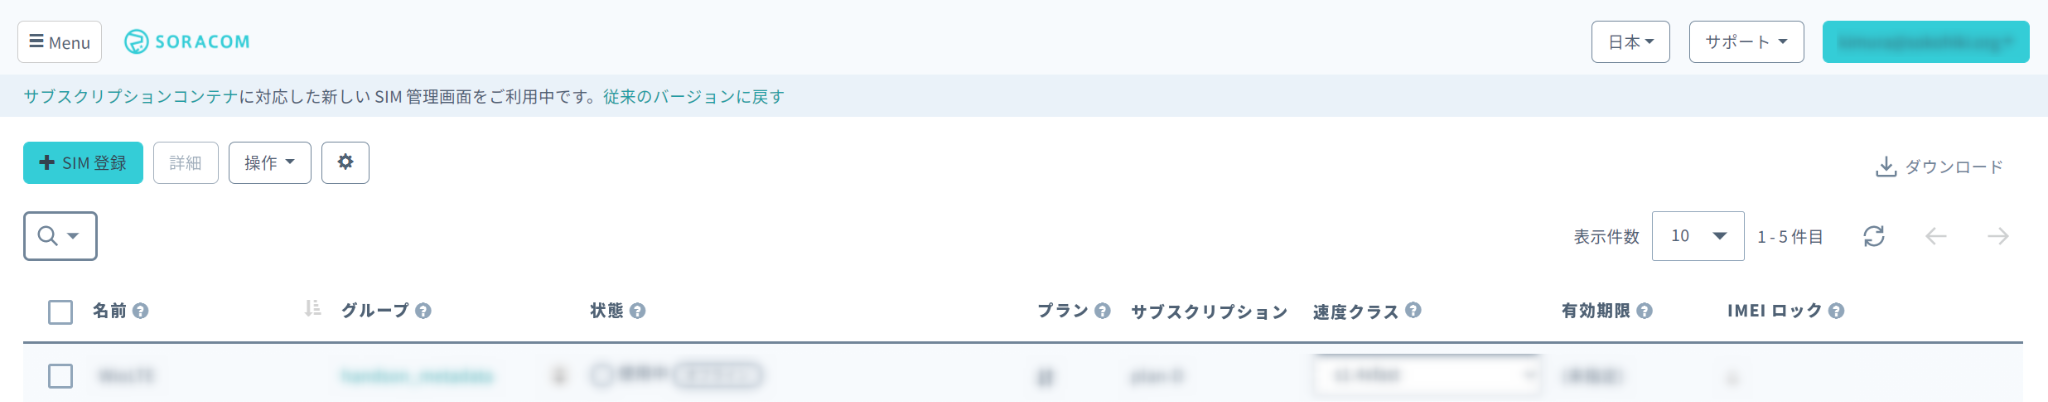 Menu SORACOM 日本 サポート
サブスクリプションコンテナに対応した新しい SIM 管理画面をご利用中です。従来のバージョンに戻す
SIM 登録 詳細 操作 ダウンロード
表示件数 10 1 - 5 件目
名前 グループ 状態 プラン サブスクリプション 速度クラス 有効期限 IMEI ロック